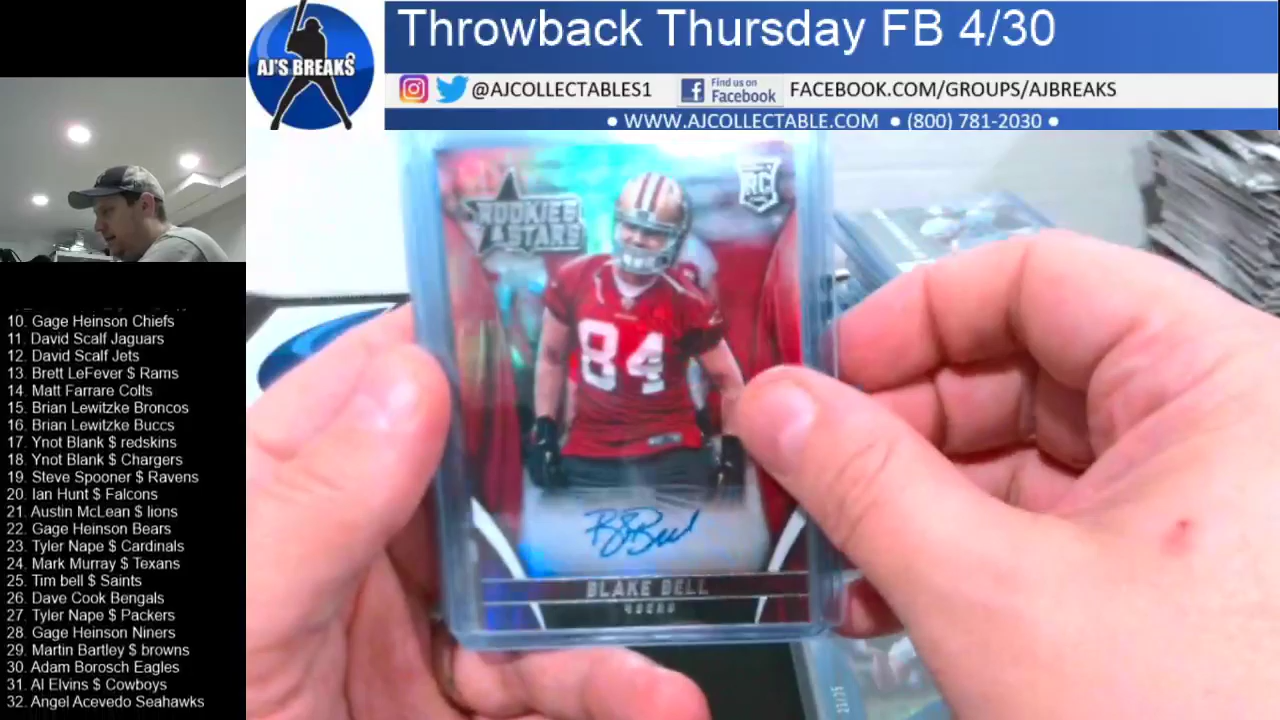 AJ'S BREAKS
Throwback Thursday FB 4/30
@AJCOLLECTABLES1
Find us on
Facebook
FACEBOOK.COM/GROUPS/AJBREAKS
• WWW.AJCOLLECTABLE.COM • (800) 781-2030 •
10. Gage Heinson Chiefs
11. David Scalf Jaguars
12. David Scalf Jets
13. Brett LeFever $ Rams
14. Matt Farrare Colts
15. Brian Lewitzke Broncos
16. Brian Lewitzke Buccs
17. Ynot Blank $ redskins
18. Ynot Blank $ Chargers
19. Steve Spooner $ Ravens
20. Ian Hunt $ Falcons
21. Austin McLean $ lions
22. Gage Heinson Bears
23. Tyler Nape $ Cardinals
24. Mark Murray $ Texans
25. Tim bell $ Saints
26. Dave Cook Bengals
27. Tyler Nape $ Packers
28. Gage Heinson Niners
29. Martin Bartley $ browns
30. Adam Borosch Eagles
31. Al Elvins $ Cowboys
32. Angel Acevedo Seahawks
ROOKIES
& STARS
RC
84
BLAKE BELL
49ERS